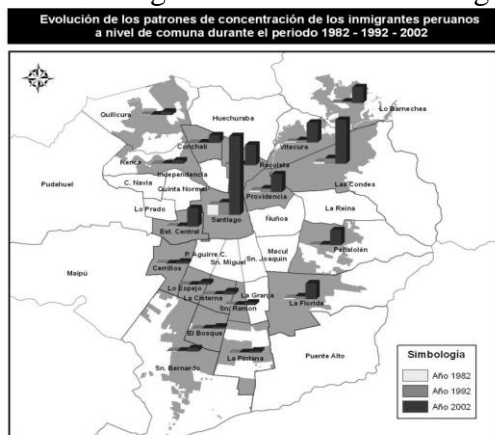 Evolución de los patrones de concentración de los inmigrantes peruanos
a nivel de comuna durante el periodo 1982 - 1992 - 2002
Lo Barnechea
Quilicura
Huechuraba
Conchalí
Vitacura
Renca
Recoleta
Independencia
Pudahuel
C. Navia
Quinta Normal
Las Condes
Providencia
Lo Prado
Santiago
La Reina
Ñuñoa
Est. Central
Macul
Peñalolén
P. Aguirre C.
Sn. Miguel
Sn. Joaquin
Cerrillos
Maipú
Lo Espejo
La Cisterna
La Granja
Sn. Ramon
La Florida
El Bosque
Puente Alto
La Pintana
Sn. Bernardo
Simbología
Año 1982
Año 1992
Año 2002